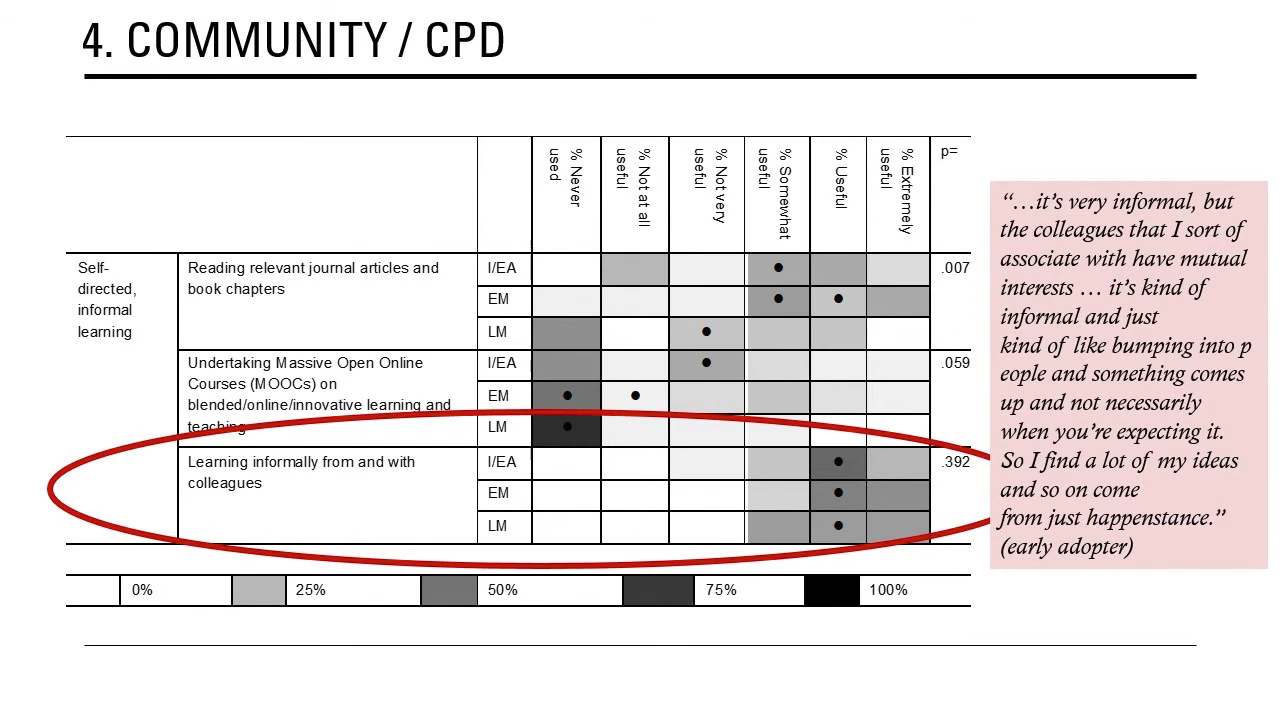 4. COMMUNITY / CPD
% Never
used
% Not at all
useful
% Not very
useful
% Somewhat
useful
% Useful
% Extremely
useful
p=
Self-
directed,
informal
learning
Reading relevant journal articles and
book chapters
I/EA
.007
EM
LM
Undertaking Massive Open Online
Courses (MOOCs) on
blended/online/innovative learning and
teaching
I/EA
.059
EM
LM
Learning informally from and with
colleagues
I/EA
.392
EM
LM
0%
25%
50%
75%
100%
“…it’s very informal, but
the colleagues that I sort of
associate with have mutual
interests … it’s kind of
informal and just
kind of like bumping into p
eople and something comes
up and not necessarily
when you’re expecting it.
So I find a lot of my ideas
and so on come
from just happenstance.”
(early adopter)